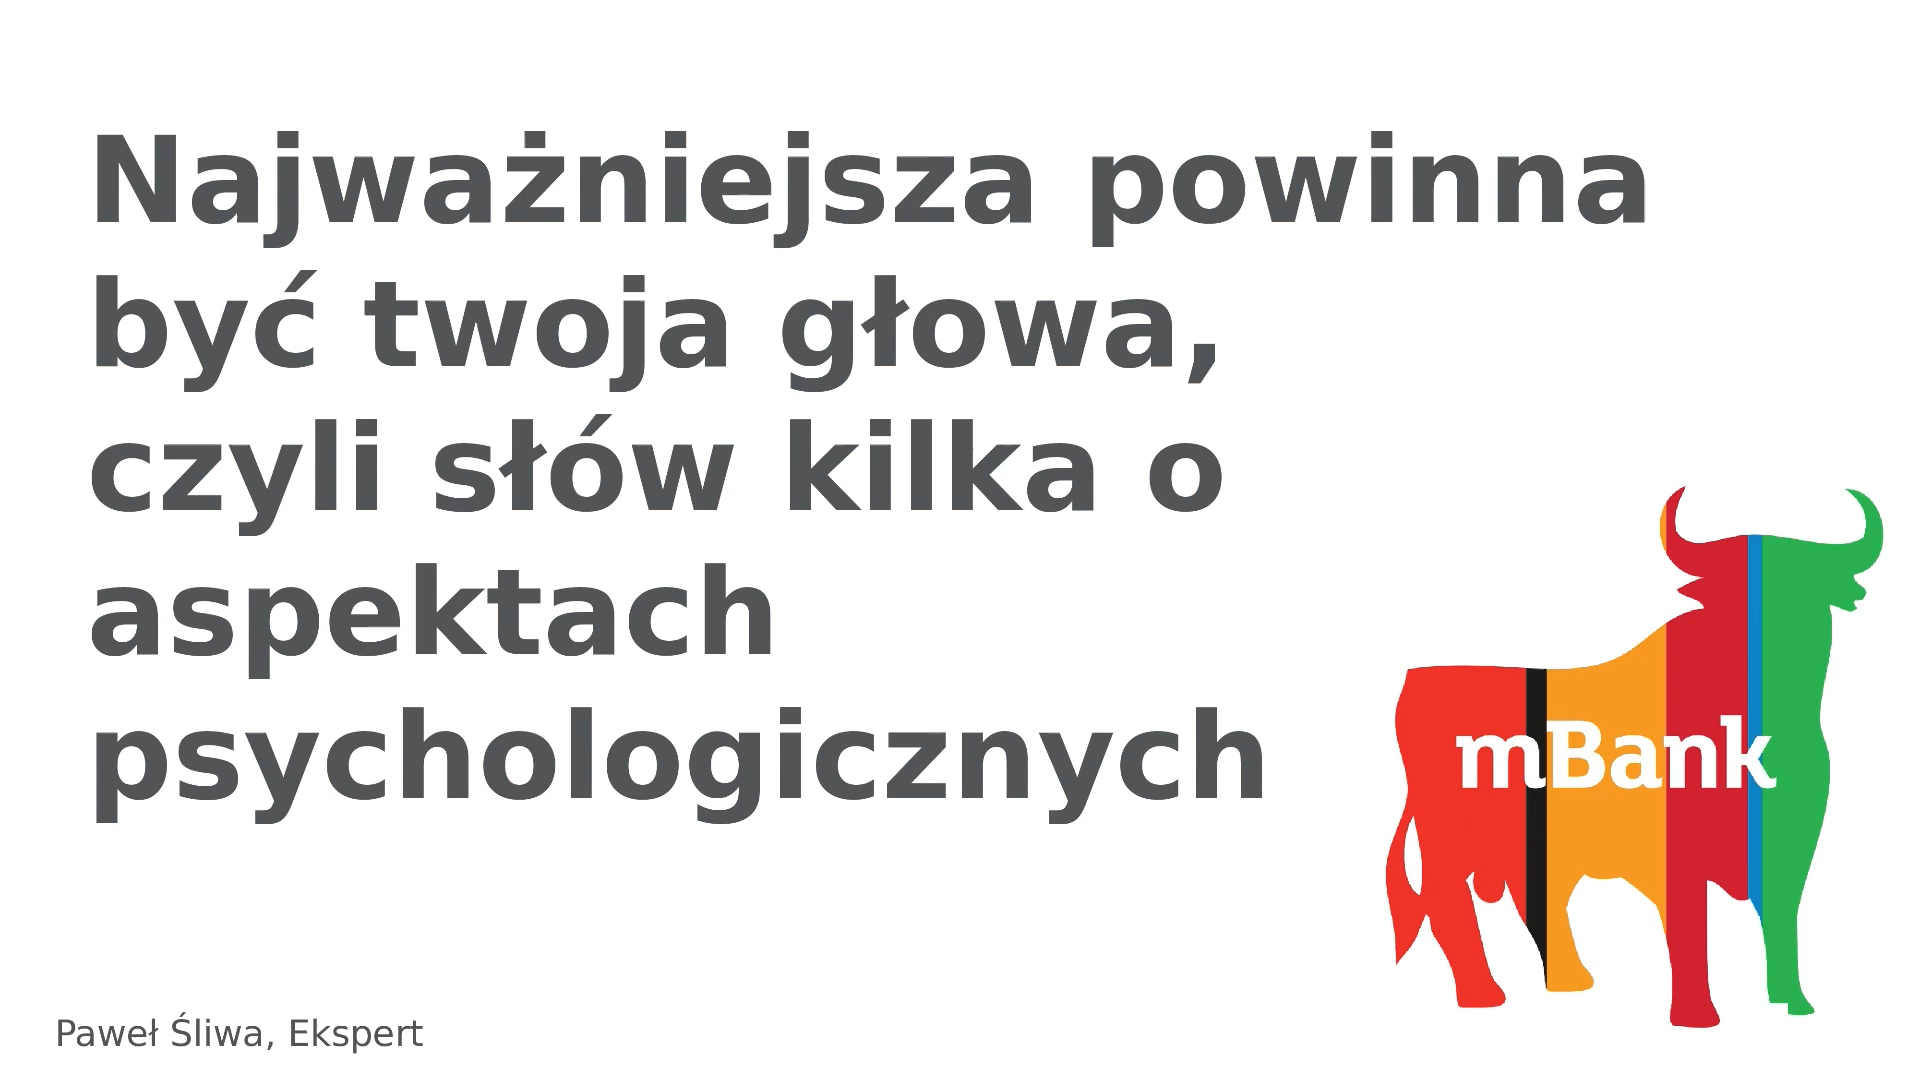 Najważniejsza powinna
być twoja głowa,
czyli słów kilka o
aspektach
psychologicznych
mBank
Paweł Śliwa, Ekspert